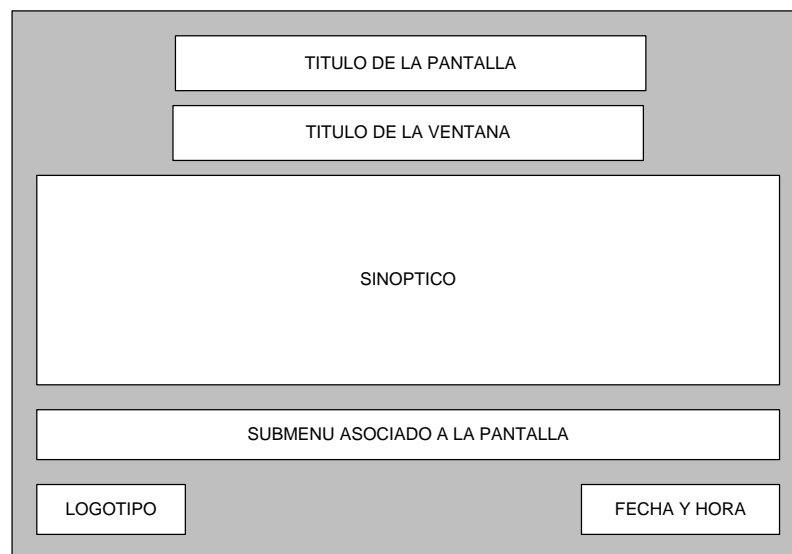 TITULO DE LA PANTALLA
TITULO DE LA VENTANA
SINOPTICO
SUBMENU ASOCIADO A LA PANTALLA
LOGOTIPO
FECHA Y HORA